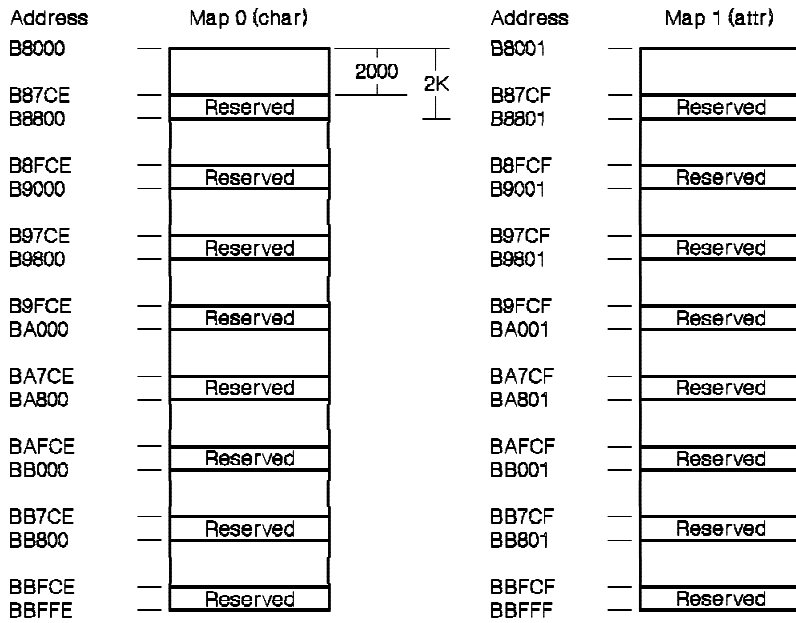 Address Map 0 (char) Address Map 1 (attr)
B8000 B8001
2000
2K
B87CE B87CF
Reserved Reserved
B8800 B8801
B8FCE B8FCF
Reserved Reserved
B9000 B9001
B97CE B97CF
Reserved Reserved
B9800 B9801
B9FCE B9FCF
Reserved Reserved
BA000 BA001
BA7CE BA7CF
Reserved Reserved
BA800 BA801
BAFCE BAFCF
Reserved Reserved
BB000 BB001
BB7CE BB7CF
Reserved Reserved
BB800 BB801
BBFCE BBFCF
Reserved Reserved
BBFFE BBFFF